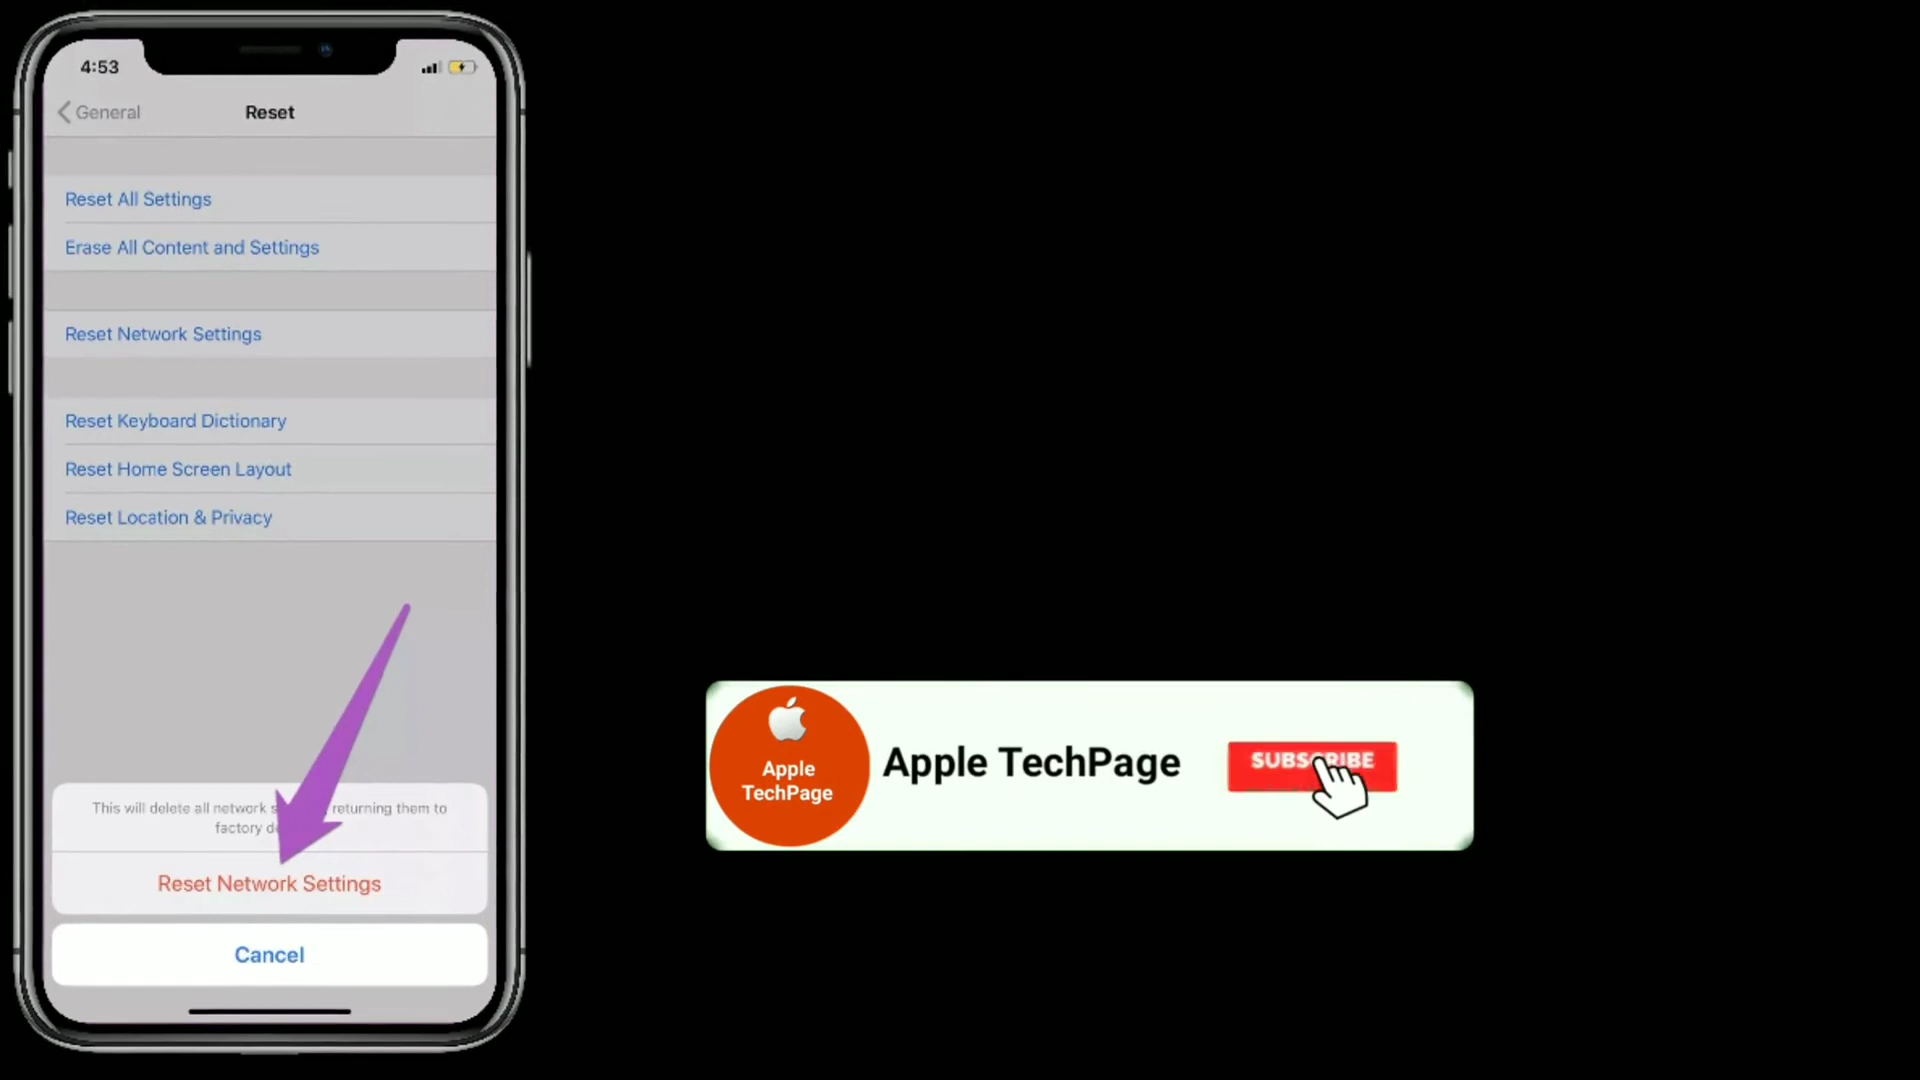 4:53
General
Reset
Reset All Settings
Erase All Content and Settings
Reset Network Settings
Reset Keyboard Dictionary
Reset Home Screen Layout
Reset Location & Privacy
This will delete all network returning them to
factory
Reset Network Settings
Cancel
Apple
TechPage
Apple TechPage
SUBSCRIBE